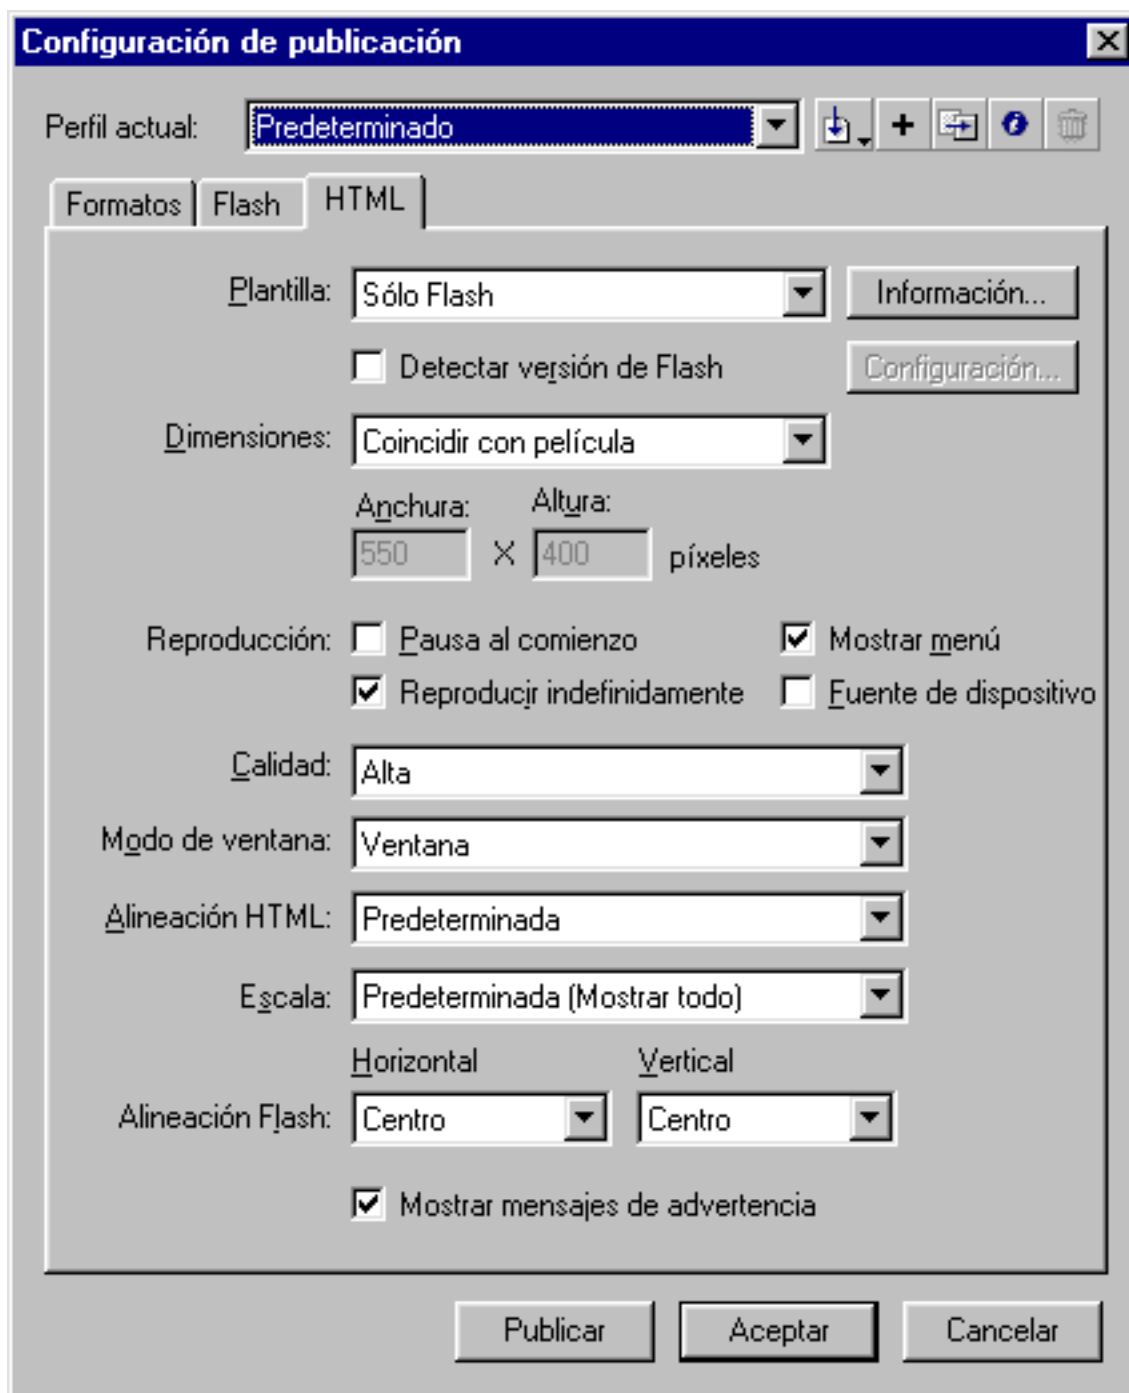 Configuración de publicación
Perfil actual: Predeterminado
Formatos Flash HTML
Plantilla: Sólo Flash Información...
Detectar versión de Flash Configuración...
Dimensiones: Coincidir con película
Anchura: Altura:
550 X 400 píxeles
Reproducción: Pausa al comienzo Mostrar menú
Reproducir indefinidamente Fuente de dispositivo
Calidad: Alta
Modo de ventana: Ventana
Alineación HTML: Predeterminada
Escala: Predeterminada (Mostrar todo)
Horizontal Vertical
Alineación Flash: Centro Centro
Mostrar mensajes de advertencia
Publicar Aceptar Cancelar